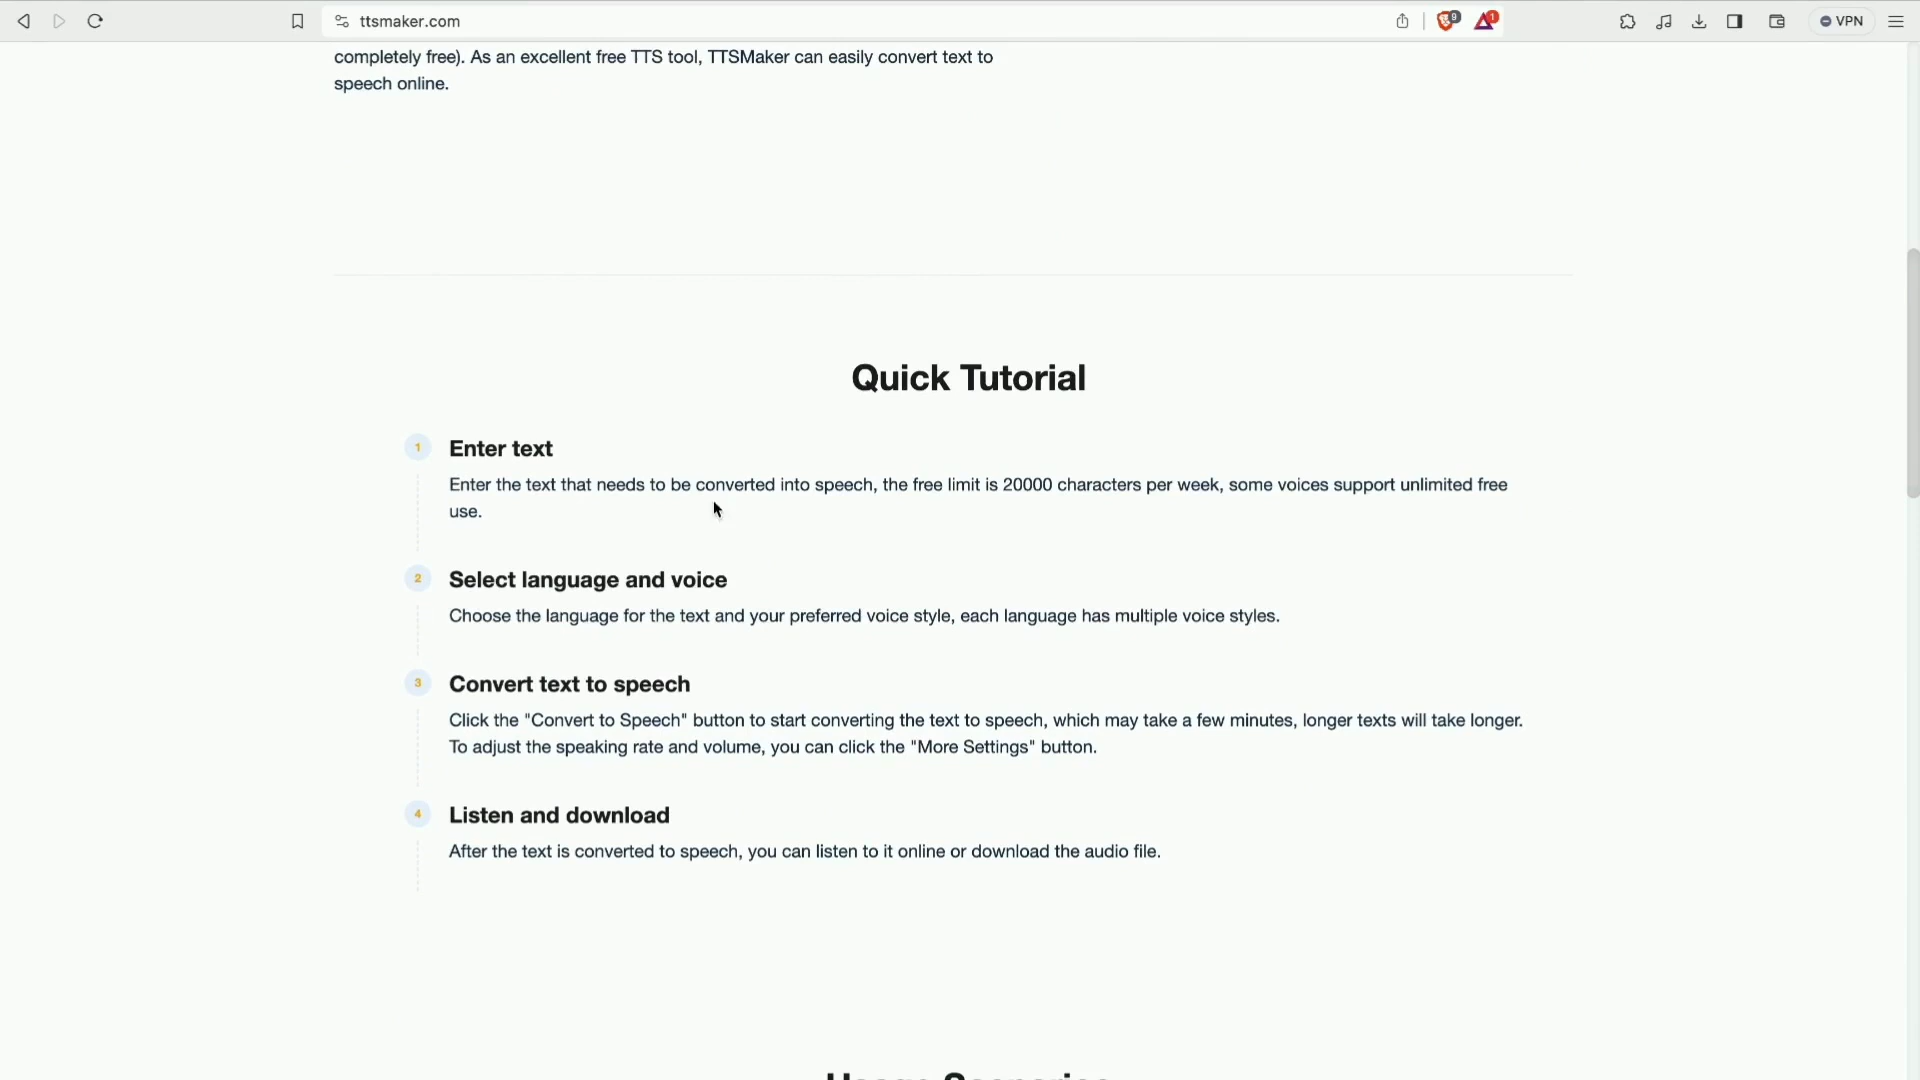 ttsmaker.com
9
1
VPN
completely free). As an excellent free TTS tool, TTSMaker can easily convert text to
speech online.
Quick Tutorial
1
Enter text
Enter the text that needs to be converted into speech, the free limit is 20000 characters per week, some voices support unlimited free
use.
2
Select language and voice
Choose the language for the text and your preferred voice style, each language has multiple voice styles.
3
Convert text to speech
Click the "Convert to Speech" button to start converting the text to speech, which may take a few minutes, longer texts will take longer.
To adjust the speaking rate and volume, you can click the "More Settings" button.
4
Listen and download
After the text is converted to speech, you can listen to it online or download the audio file.
Usage Scenarios